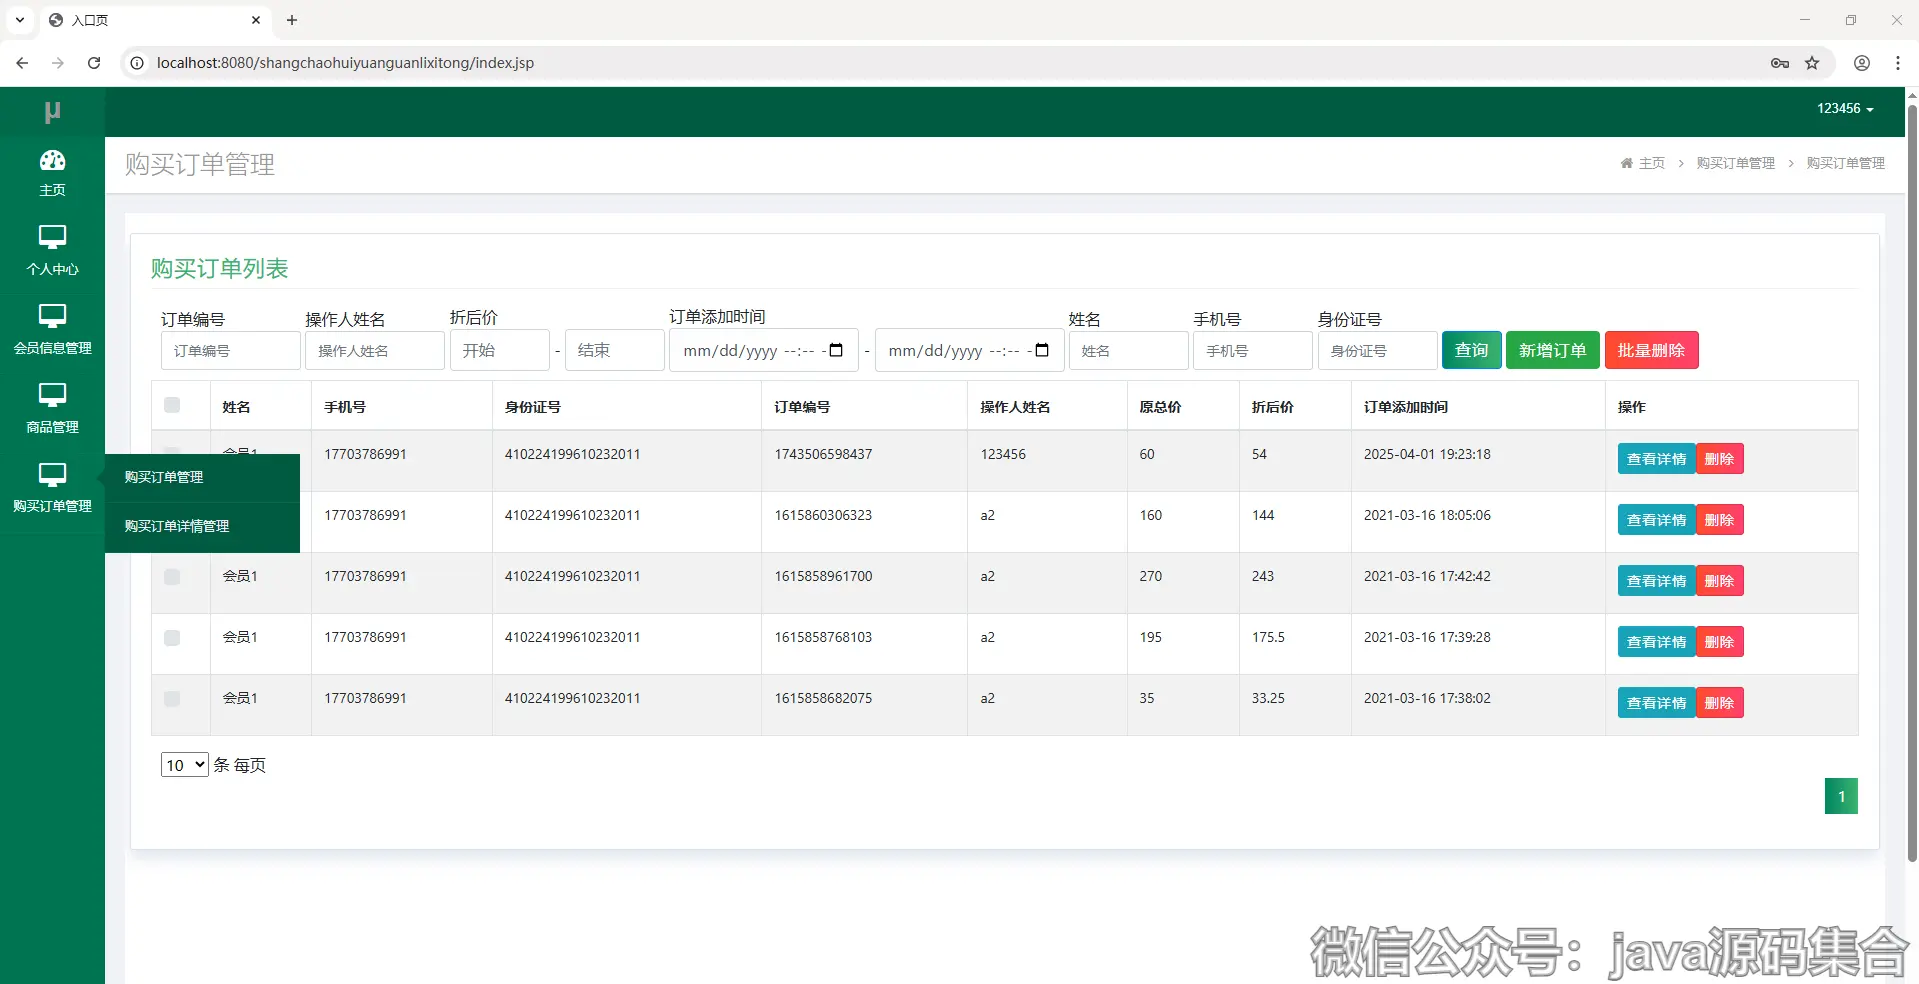 入口页
localhost:8080/shangchaohuiyuanguanlixitong/index.jsp
μ
123456
主页
个人中心
会员信息管理
商品管理
购买订单管理
购买订单管理
购买订单详情管理
购买订单管理
主页 > 购买订单管理 > 购买订单管理
购买订单列表
订单编号 操作人姓名 折后价 订单添加时间 姓名 手机号 身份证号
订单编号 操作人姓名 开始 - 结束 mm/dd/yyyy --:-- - - mm/dd/yyyy --:-- - 姓名 手机号 身份证号 查询 新增订单 批量删除
姓名 手机号 身份证号 订单编号 操作人姓名 原总价 折后价 订单添加时间 操作
会员1 17703786991 410224199610232011 1743506598437 123456 60 54 2025-04-01 19:23:18 查看详情 删除
17703786991 410224199610232011 1615860306323 a2 160 144 2021-03-16 18:05:06 查看详情 删除
会员1 17703786991 410224199610232011 1615858961700 a2 270 243 2021-03-16 17:42:42 查看详情 删除
会员1 17703786991 410224199610232011 1615858768103 a2 195 175.5 2021-03-16 17:39:28 查看详情 删除
会员1 17703786991 410224199610232011 1615858682075 a2 35 33.25 2021-03-16 17:38:02 查看详情 删除
10 条 每页
1
微信公众号：java源码集合